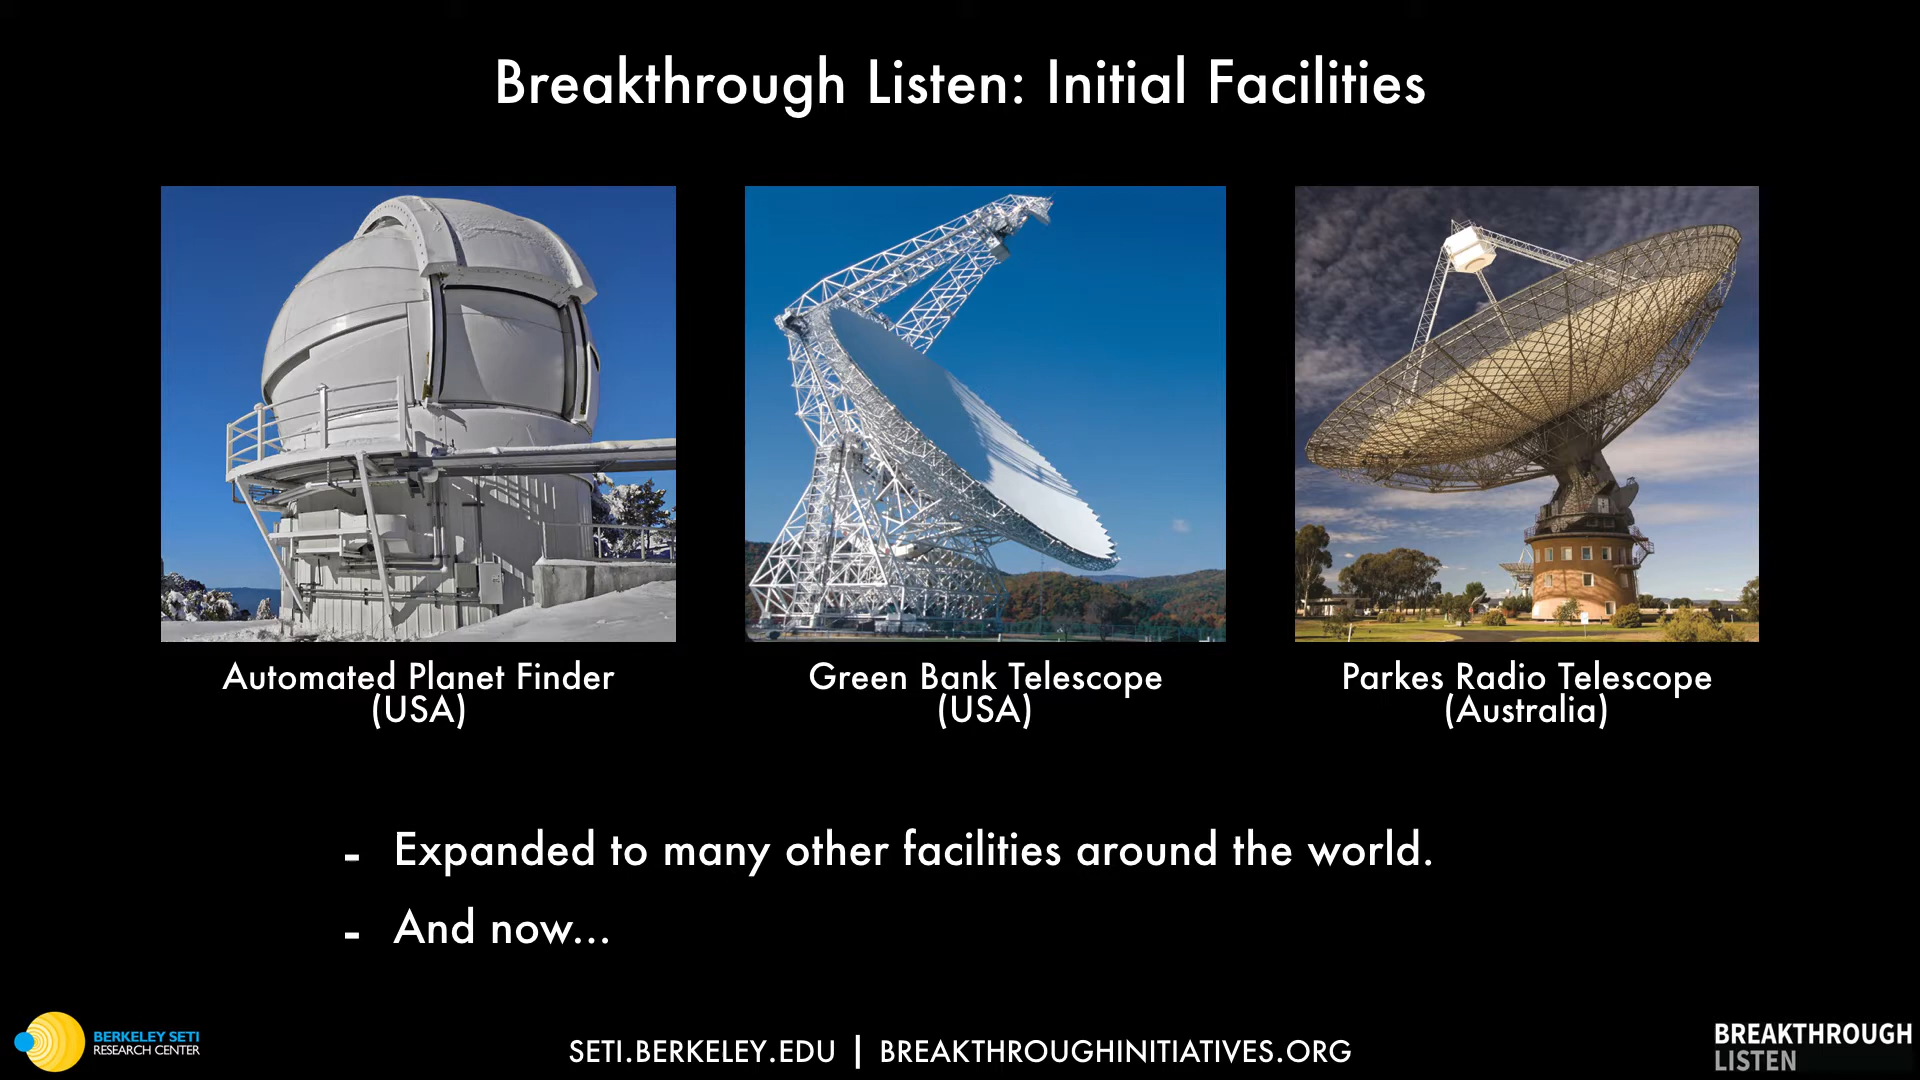 Breakthrough Listen: Initial Facilities
Automated Planet Finder
(USA)
Green Bank Telescope
(USA)
Parkes Radio Telescope
(Australia)
- Expanded to many other facilities around the world.
- And now...
BERKELEY SETI
RESEARCH CENTER
SETI.BERKELEY.EDU | BREAKTHROUGHINITIATIVES.ORG
BREAKTHROUGH
LISTEN